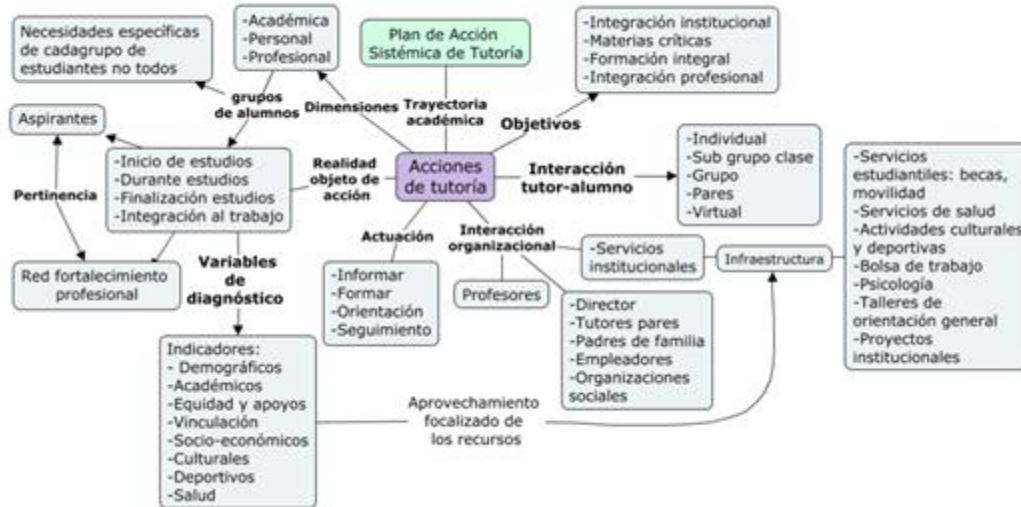 Necesidades específicas
de cadagrupo de
estudiantes no todos
-Académica
-Personal
-Profesional
Plan de Acción
Sistémica de Tutoría
-Integración institucional
-Materias críticas
-Formación integral
-Integración profesional
grupos
de alumnos
Dimensiones
Trayectoria
académica
Objetivos
Aspirantes
-Inicio de estudios
-Durante estudios
-Finalización estudios
-Integración al trabajo
Realidad
objeto de
acción
Acciones
de tutoría
Interacción
tutor-alumno
-Individual
-Sub grupo clase
-Grupo
-Pares
-Virtual
-Servicios
estudiantiles: becas,
movilidad
-Servicios de salud
-Actividades culturales
y deportivas
-Bolsa de trabajo
-Psicología
-Talleres de
orientación general
-Proyectos
institucionales
Pertinencia
Red fortalecimiento
profesional
Variables
de
diagnóstico
Actuación
-Informar
-Formar
-Orientación
-Seguimiento
Interacción
organizacional
Profesores
-Servicios
institucionales
Infraestructura
-Director
-Tutores pares
-Padres de familia
-Empleadores
-Organizaciones
sociales
Indicadores:
- Demográficos
-Académicos
-Equidad y apoyos
-Vinculación
-Socio-económicos
-Culturales
-Deportivos
-Salud
Aprovechamiento
focalizado de
los recursos